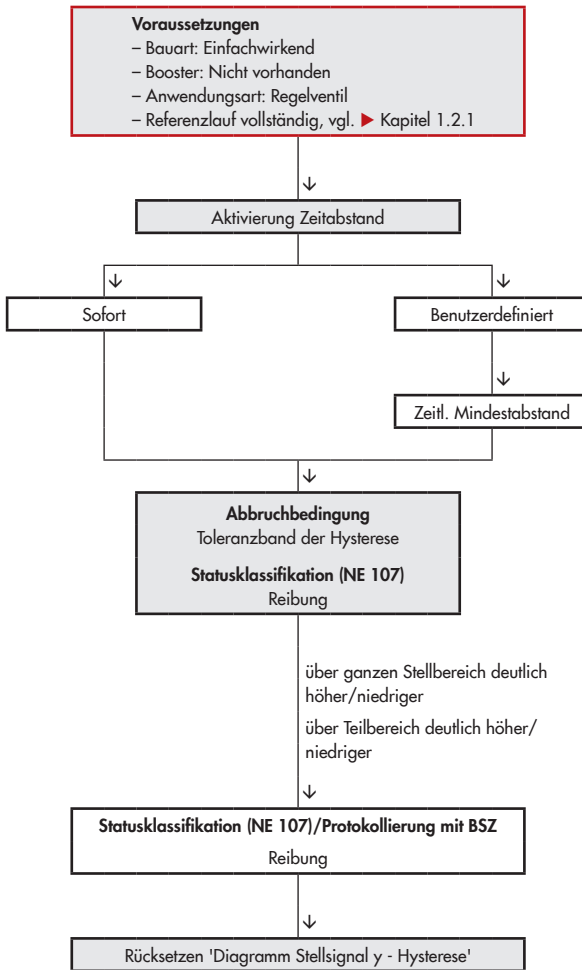 Voraussetzungen
– Bauart: Einfachwirkend
– Booster: Nicht vorhanden
– Anwendungsart: Regelventil
– Referenzlauf vollständig, vgl. ▶ Kapitel 1.2.1
Aktivierung Zeitabstand
Sofort
Benutzerdefiniert
Zeitl. Mindestabstand
Abbruchbedingung
Toleranzband der Hysterese
Statusklassifikation (NE 107)
Reibung
über ganzen Stellbereich deutlich
höher/niedriger
über Teilbereich deutlich höher/
niedriger
Statusklassifikation (NE 107)/Protokollierung mit BSZ
Reibung
Rücksetzen 'Diagramm Stellsignal y - Hysterese'